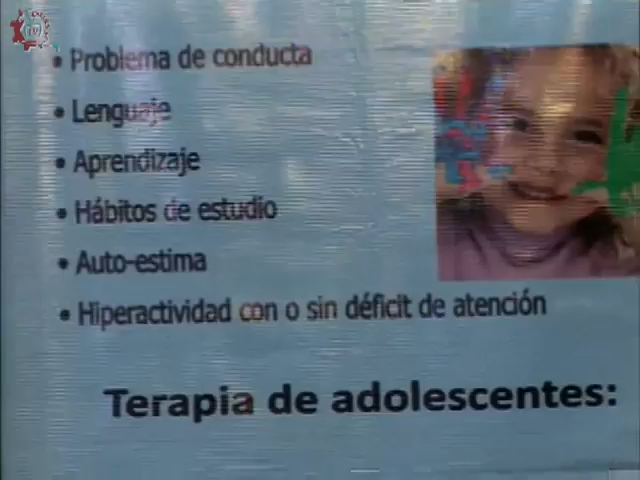 • Problema de conducta
• Lenguaje
• Aprendizaje
• Hábitos de estudio
• Auto-estima
• Hiperactividad con o sin déficit de atención
Terapia de adolescentes: